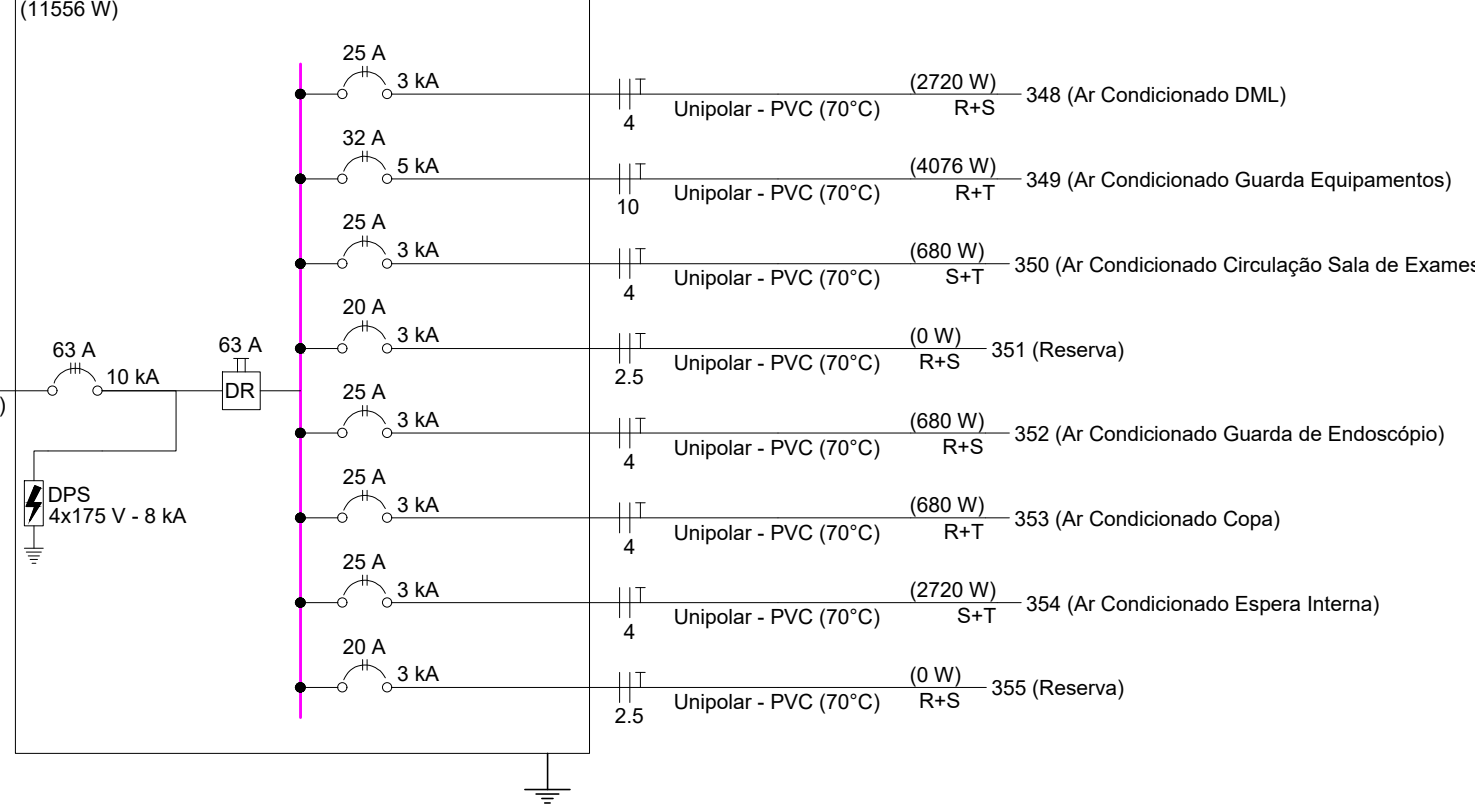 (11556 W)
25 A
3 kA
4
Unipolar - PVC (70°C)
(2720 W)
R+S
348 (Ar Condicionado DML)
32 A
5 kA
10
Unipolar - PVC (70°C)
(4076 W)
R+T
349 (Ar Condicionado Guarda Equipamentos)
25 A
3 kA
4
Unipolar - PVC (70°C)
(680 W)
S+T
350 (Ar Condicionado Circulação Sala de Exames
20 A
3 kA
2.5
Unipolar - PVC (70°C)
(0 W)
R+S
351 (Reserva)
63 A
10 kA
)
63 A
DR
25 A
3 kA
4
Unipolar - PVC (70°C)
(680 W)
R+S
352 (Ar Condicionado Guarda de Endoscópio)
DPS
4x175 V - 8 kA
25 A
3 kA
4
Unipolar - PVC (70°C)
(680 W)
R+T
353 (Ar Condicionado Copa)
25 A
3 kA
4
Unipolar - PVC (70°C)
(2720 W)
S+T
354 (Ar Condicionado Espera Interna)
20 A
3 kA
2.5
Unipolar - PVC (70°C)
(0 W)
R+S
355 (Reserva)